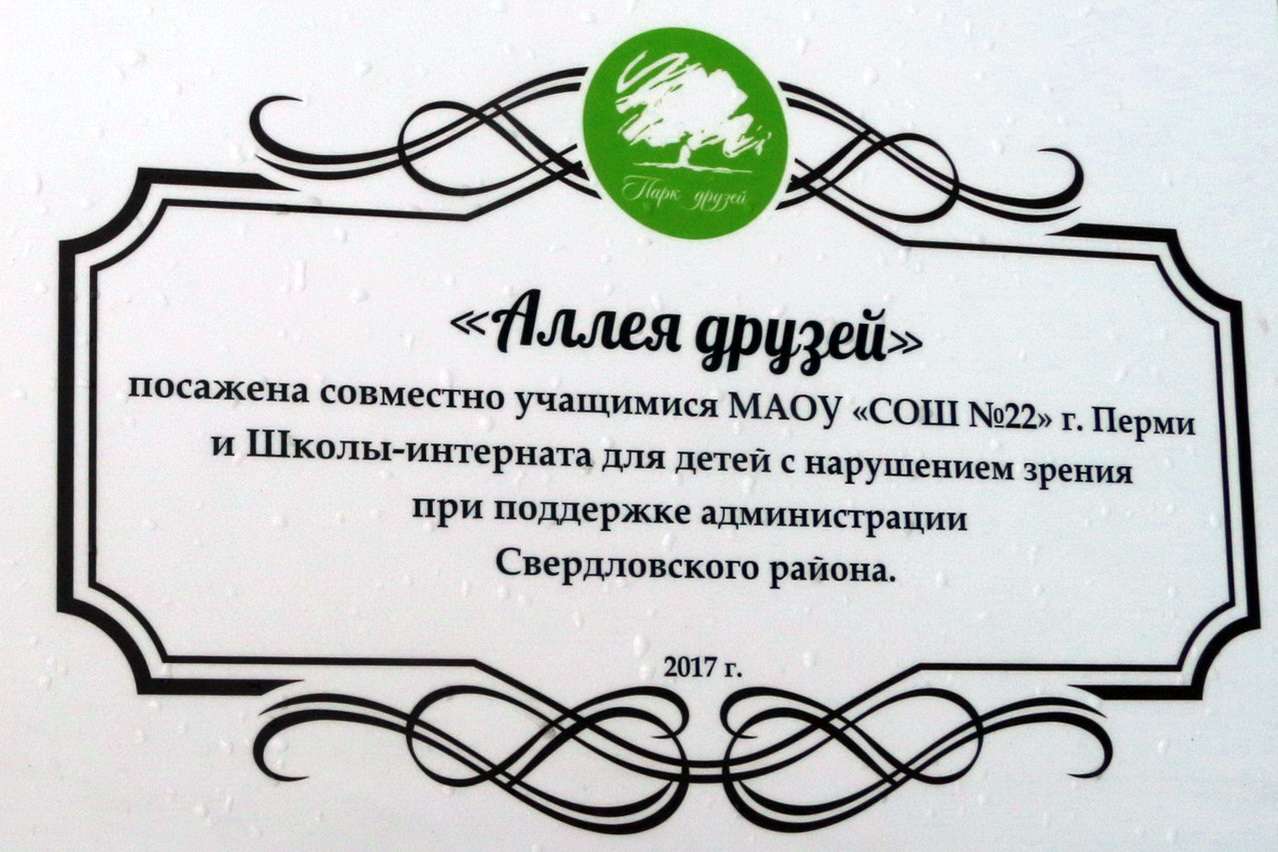 Парк друзей
«Аллея друзей»
посажена совместно учащимися МАОУ «СОШ №22» г. Перми
и Школы-интерната для детей с нарушением зрения
при поддержке администрации
Свердловского района.
2017 г.